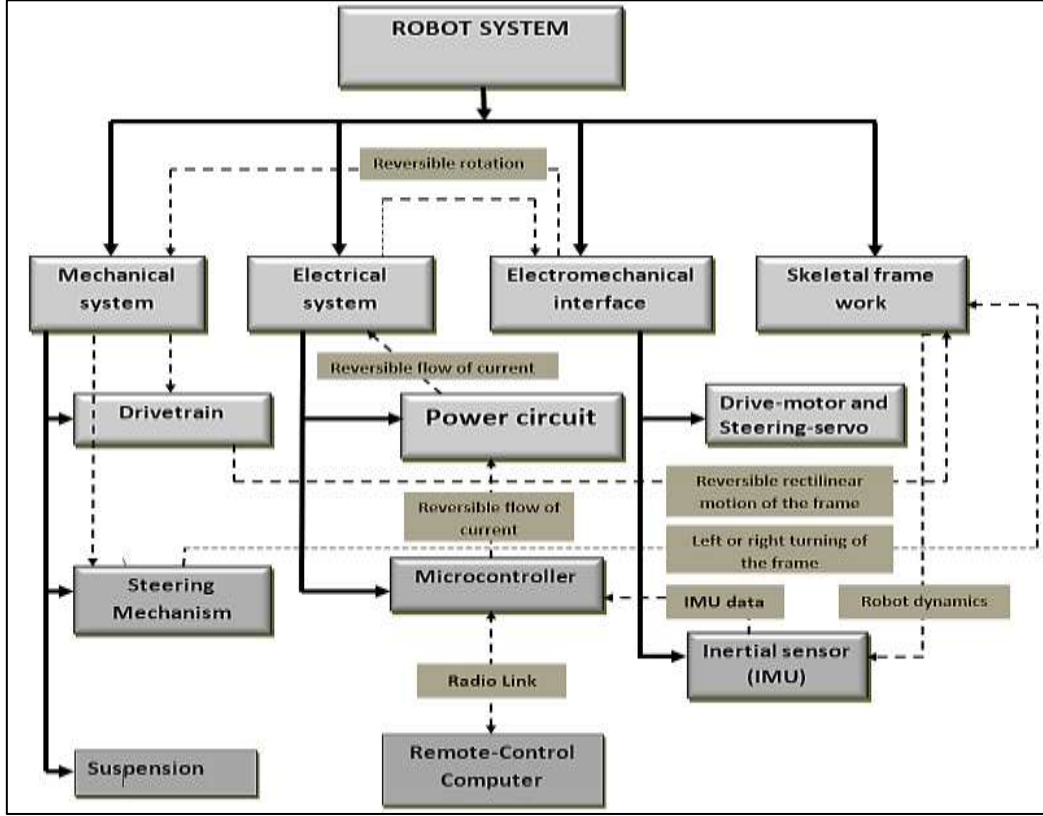 ROBOT SYSTEM
Reversible rotation
Mechanical
system
Electrical
system
Electromechanical
interface
Skeletal frame
work
Reversible flow of current
Drivetrain
Power circuit
Drive-motor and
Steering-servo
Reversible rectilinear
motion of the frame
Reversible flow of
current
Left or right turning of
the frame
Steering
Mechanism
Microcontroller
IMU data
Robot dynamics
Inertial sensor
(IMU)
Radio Link
Suspension
Remote-Control
Computer